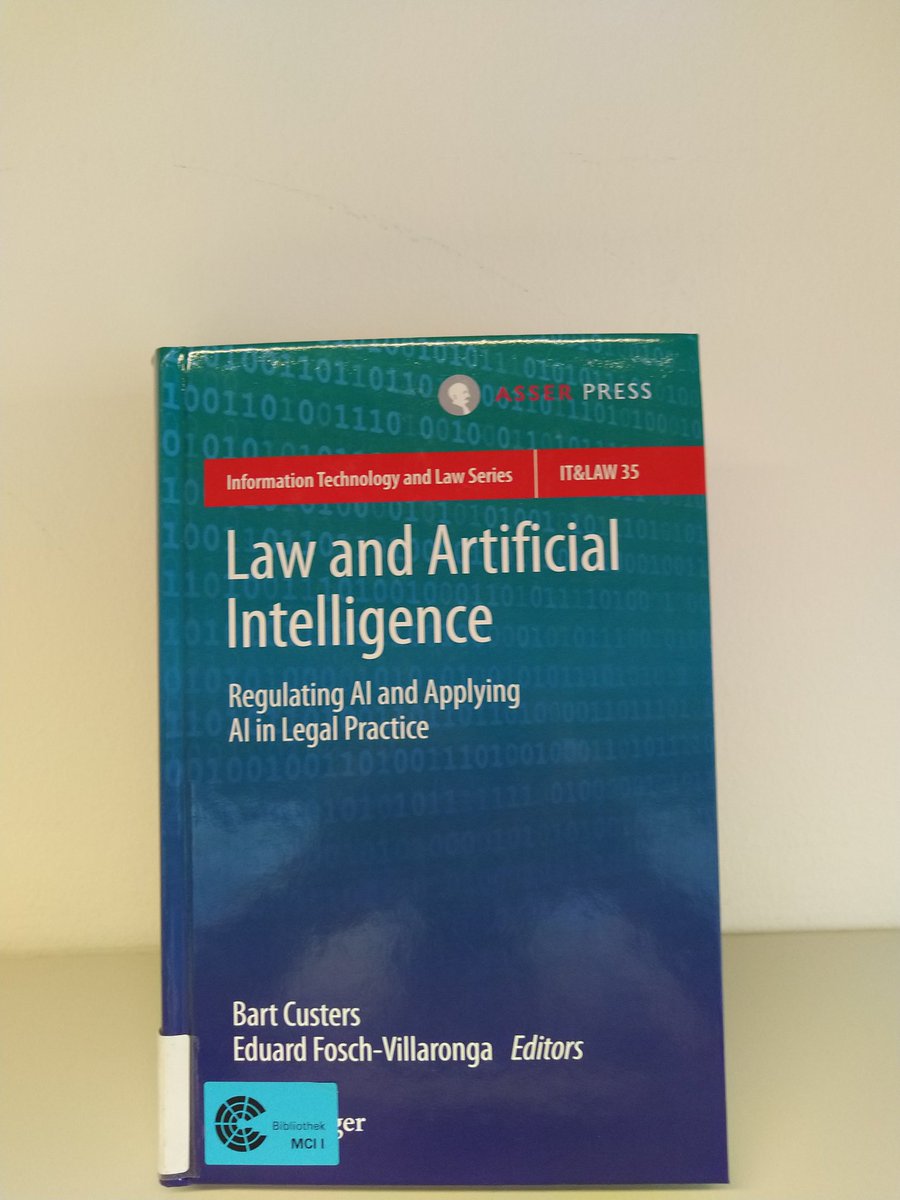 ASSER PRESS
Information Technology and Law Series
IT&LAW 35
Law and Artificial
Intelligence
Regulating AI and Applying
AI in Legal Practice
Bart Custers
Eduard Fosch-Villaronga Editors
Bibliothek
MCI I
ger